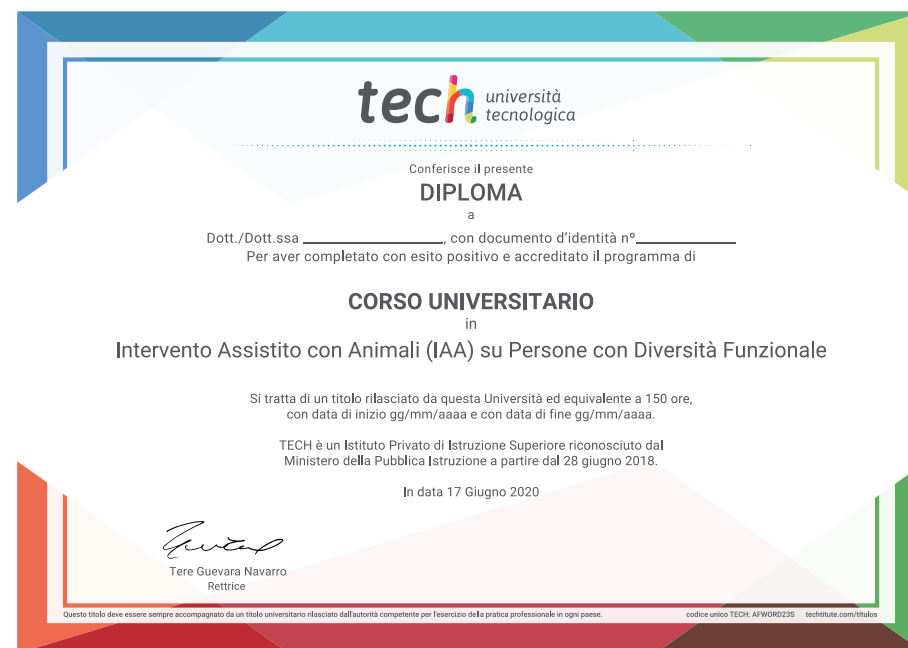 tech università
tecnologica
Conferisce il presente
DIPLOMA
a
Dott./Dott.ssa ________________, con documento d'identità nº____________
Per aver completato con esito positivo e accreditato il programma di
CORSO UNIVERSITARIO
in
Intervento Assistito con Animali (IAA) su Persone con Diversità Funzionale
Si tratta di un titolo rilasciato da questa Università ed equivalente a 150 ore,
con data di inizio gg/mm/aaaa e con data di fine gg/mm/aaaa.
TECH è un Istituto Privato di Istruzione Superiore riconosciuto dal
Ministero della Pubblica Istruzione a partire dal 28 giugno 2018.
In data 17 Giugno 2020
Tere Guevara Navarro
Rettrice
Questo titolo deve essere sempre accompagnato da un titolo universitario rilasciato dall'autorità competente per l'esercizio della pratica professionale in ogni paese. codice unico TECH: AFWORD23S techtitute.com/titulos